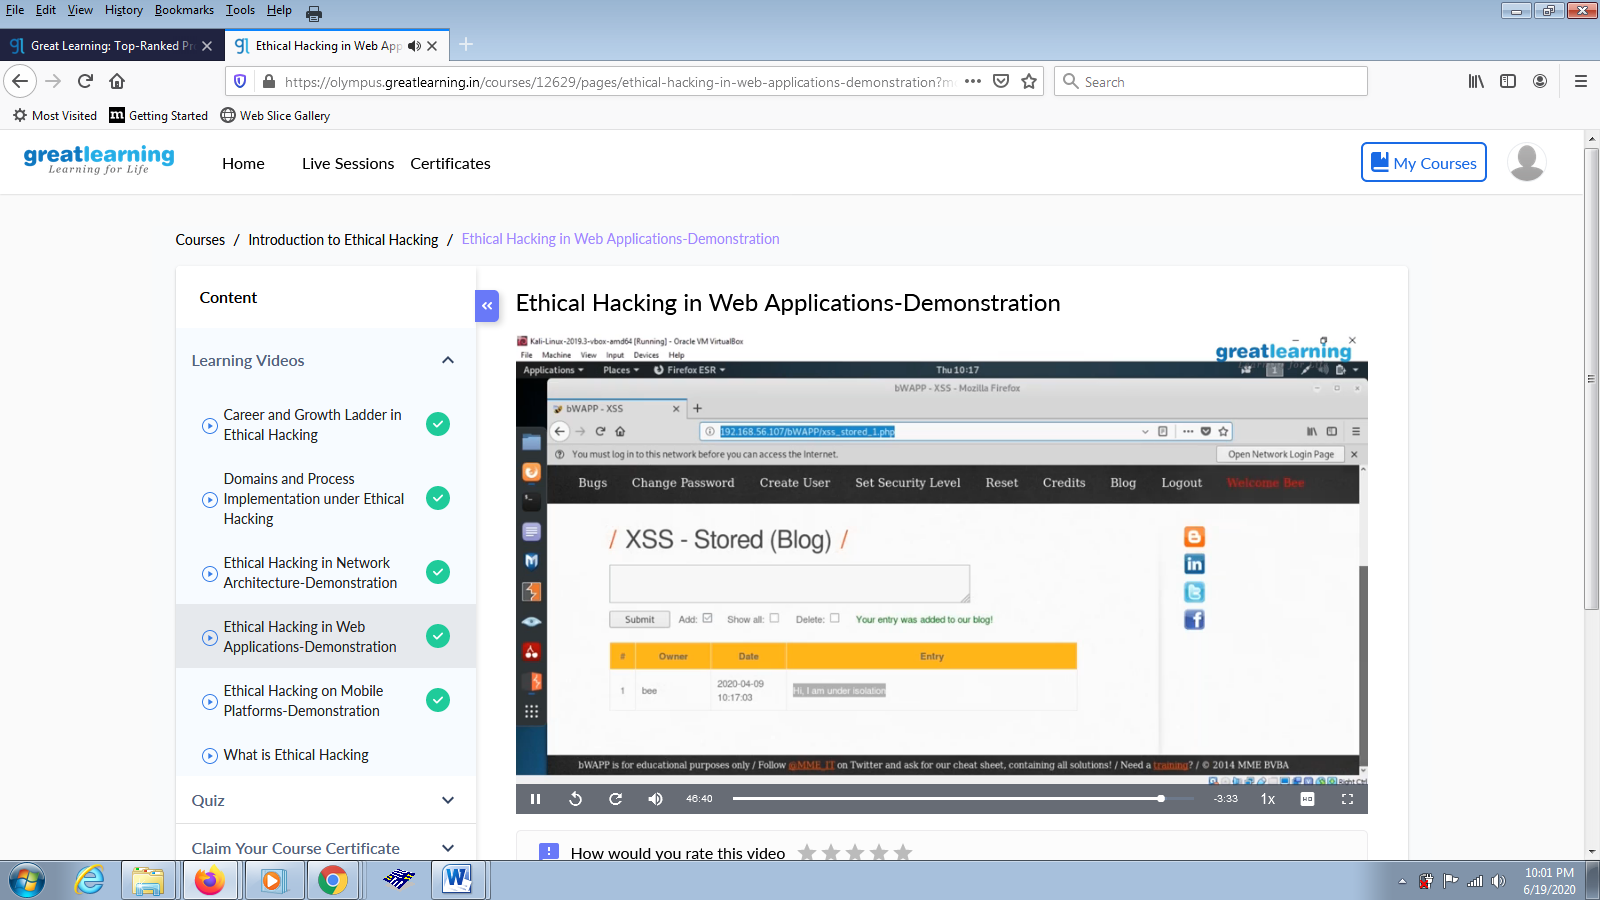 File Edit View History Bookmarks Tools Help
Great Learning: Top-Ranked Pr
Ethical Hacking in Web App
https://olympus.greatlearning.in/courses/12629/pages/ethical-hacking-in-web-applications-demonstration?m
Search
Most Visited Getting Started Web Slice Gallery
greatlearning
Learning for Life
Home Live Sessions Certificates
My Courses
Courses / Introduction to Ethical Hacking / Ethical Hacking in Web Applications-Demonstration
Content
Learning Videos
Career and Growth Ladder in
Ethical Hacking
Domains and Process
Implementation under Ethical
Hacking
Ethical Hacking in Network
Architecture-Demonstration
Ethical Hacking in Web
Applications-Demonstration
Ethical Hacking on Mobile
Platforms-Demonstration
What is Ethical Hacking
Quiz
Claim Your Course Certificate
Ethical Hacking in Web Applications-Demonstration
Kali-Linux-2019.3-vbox-amd64 [Running] - Oracle VM VirtualBox
File Machine View Input Devices Help
greatlearning
Applications Places Firefox ESR Thu 10:17 1
bWAPP - XSS - Mozilla Firefox
bWAPP - XSS
192.168.56.107/bWAPP/xss_stored_1.php
You must log in to this network before you can access the Internet. Open Network Login Page
Bugs Change Password Create User Set Security Level Reset Credits Blog Logout Welcome Bee
/ XSS - Stored (Blog) /
Submit Add: Show all: Delete: Your entry was added to our blog!
# Owner Date Entry
1 bee 2020-04-09 10:17:03 Hi, I am under isolation
bWAPP is for educational purposes only / Follow @MME_IT on Twitter and ask for our cheat sheet, containing all solutions! / Need a training? / © 2014 MME BVBA
Right Ctrl
46:40 -3:33 1x HD
How would you rate this video
10:01 PM
6/19/2020